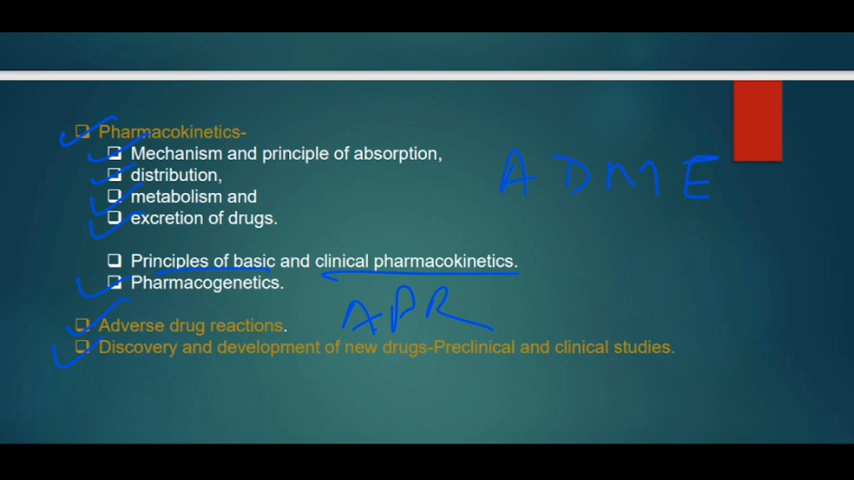 Pharmacokinetics-
Mechanism and principle of absorption,
distribution,
metabolism and
excretion of drugs.
A D M E
Principles of basic and clinical pharmacokinetics.
Pharmacogenetics.
Adverse drug reactions.
ADR
Discovery and development of new drugs-Preclinical and clinical studies.